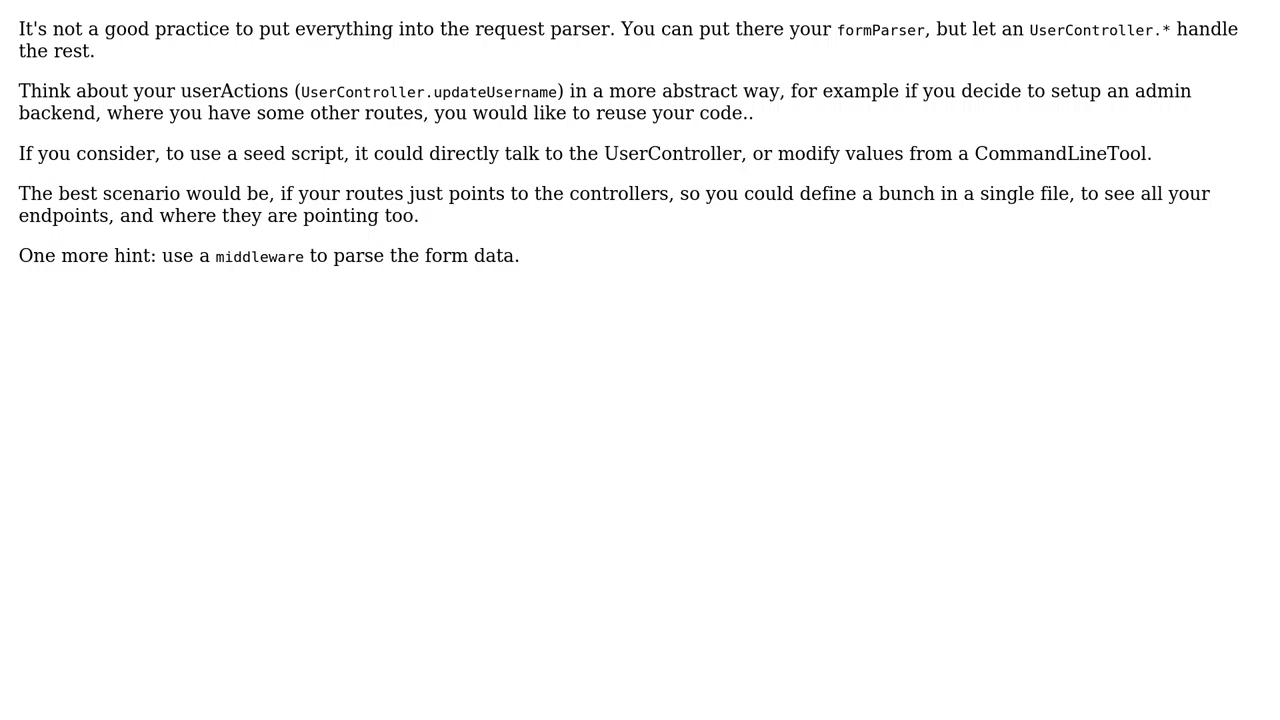 It's not a good practice to put everything into the request parser. You can put there your formParser, but let an UserController.* handle
the rest.
Think about your userActions (UserController.updateUsername) in a more abstract way, for example if you decide to setup an admin
backend, where you have some other routes, you would like to reuse your code..
If you consider, to use a seed script, it could directly talk to the UserController, or modify values from a CommandLineTool.
The best scenario would be, if your routes just points to the controllers, so you could define a bunch in a single file, to see all your
endpoints, and where they are pointing too.
One more hint: use a middleware to parse the form data.